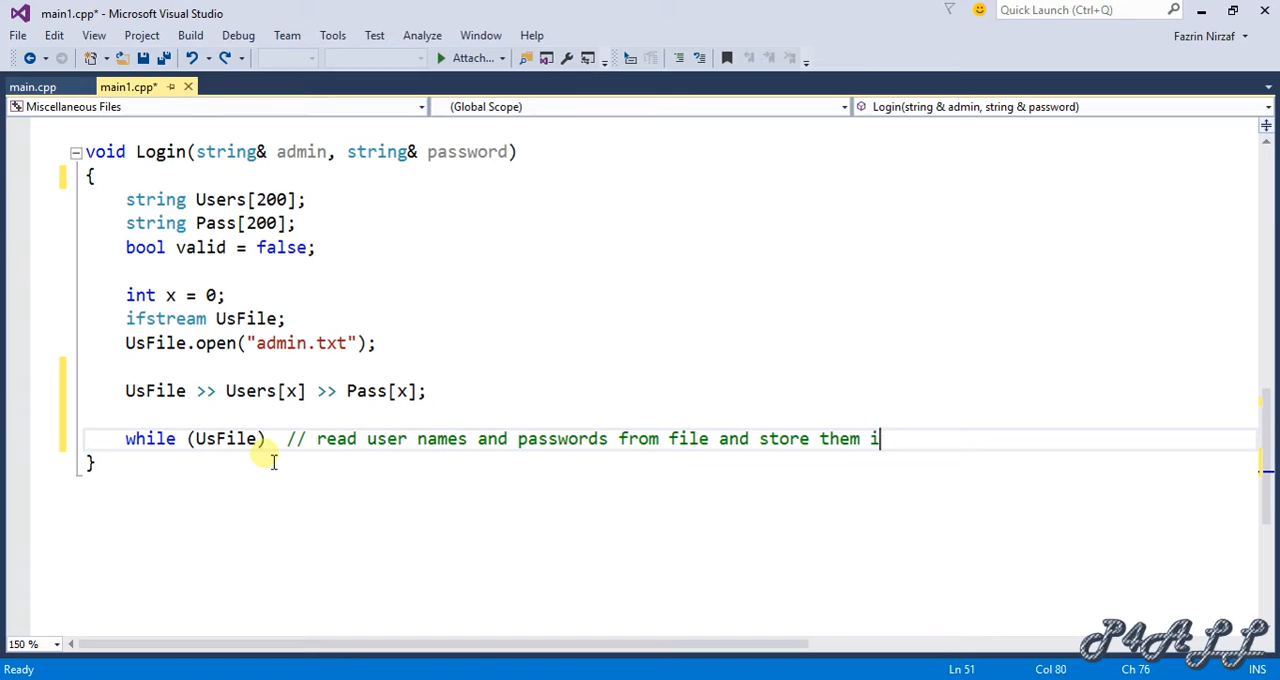 main1.cpp* - Microsoft Visual Studio
Quick Launch (Ctrl+Q)
File Edit View Project Build Debug Team Tools Test Analyze Window Help
Fazrin Nirzaf
Attach...
main.cpp main1.cpp*
Miscellaneous Files (Global Scope) Login(string & admin, string & password)
void Login(string& admin, string& password)
{
string Users[200];
string Pass[200];
bool valid = false;
int x = 0;
ifstream UsFile;
UsFile.open("admin.txt");
UsFile >> Users[x] >> Pass[x];
while (UsFile) // read user names and passwords from file and store them i
}
P4ALL
150 %
Ready Ln 51 Col 80 Ch 76 INS